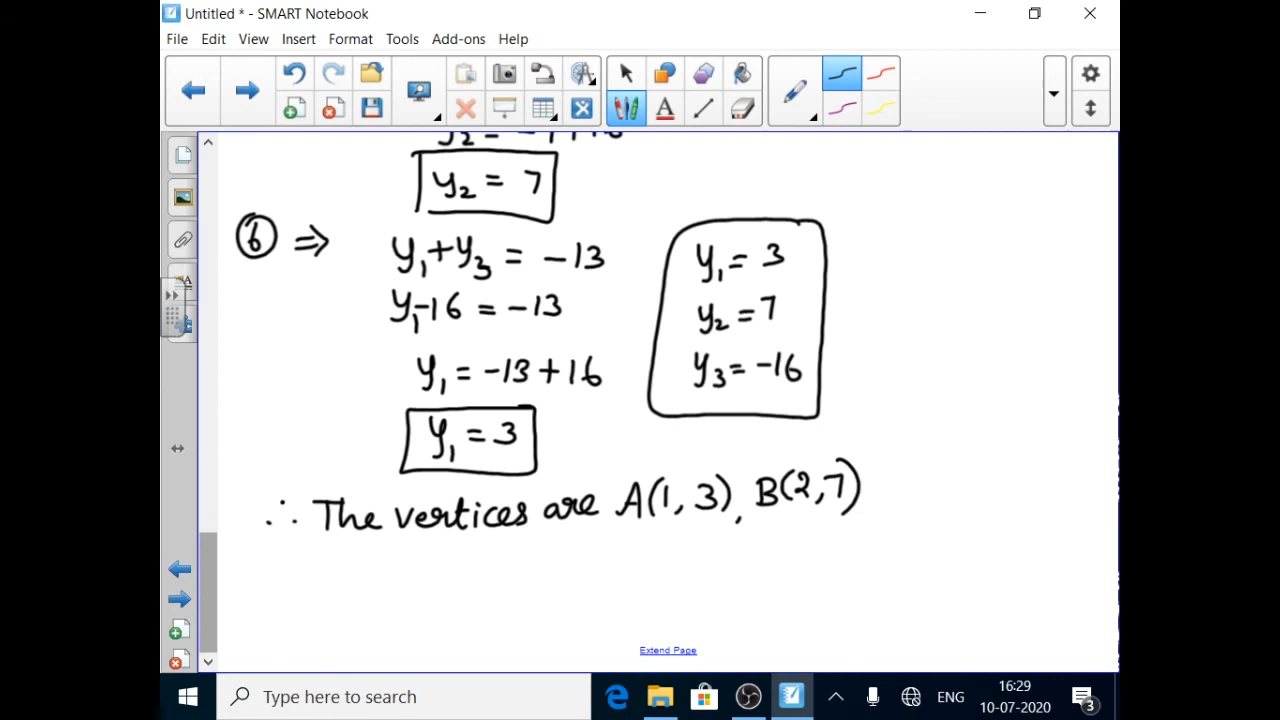 Untitled * - SMART Notebook
File Edit View Insert Format Tools Add-ons Help
y₂ = 7
⑥ ⇒ y₁+y₃ = -13
y₁-16 = -13
y₁ = -13+16
y₁ = 3
y₁ = 3
y₂ = 7
y₃ = -16
∴ The vertices are A(1, 3), B(2,7)
Extend Page
Type here to search
ENG
16:29
10-07-2020
3